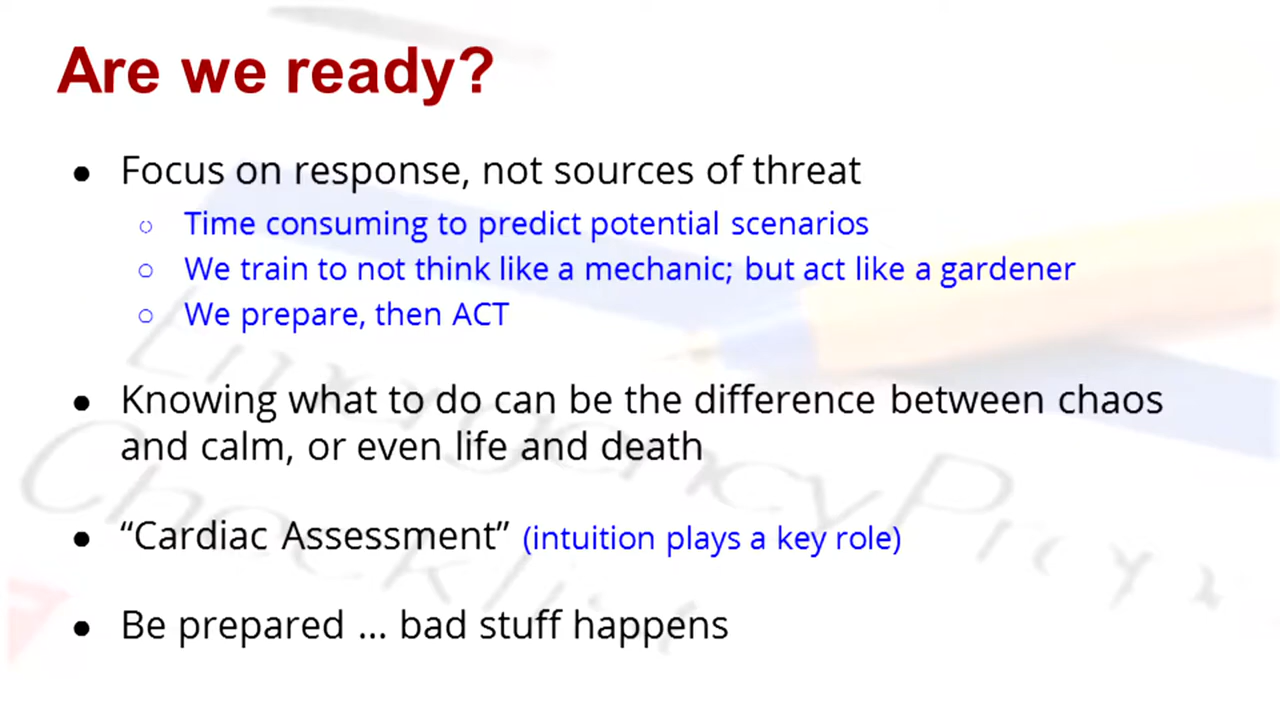 Are we ready?
● Focus on response, not sources of threat
○ Time consuming to predict potential scenarios
○ We train to not think like a mechanic; but act like a gardener
○ We prepare, then ACT
● Knowing what to do can be the difference between chaos
and calm, or even life and death
● “Cardiac Assessment” (intuition plays a key role)
● Be prepared ... bad stuff happens
Checklist